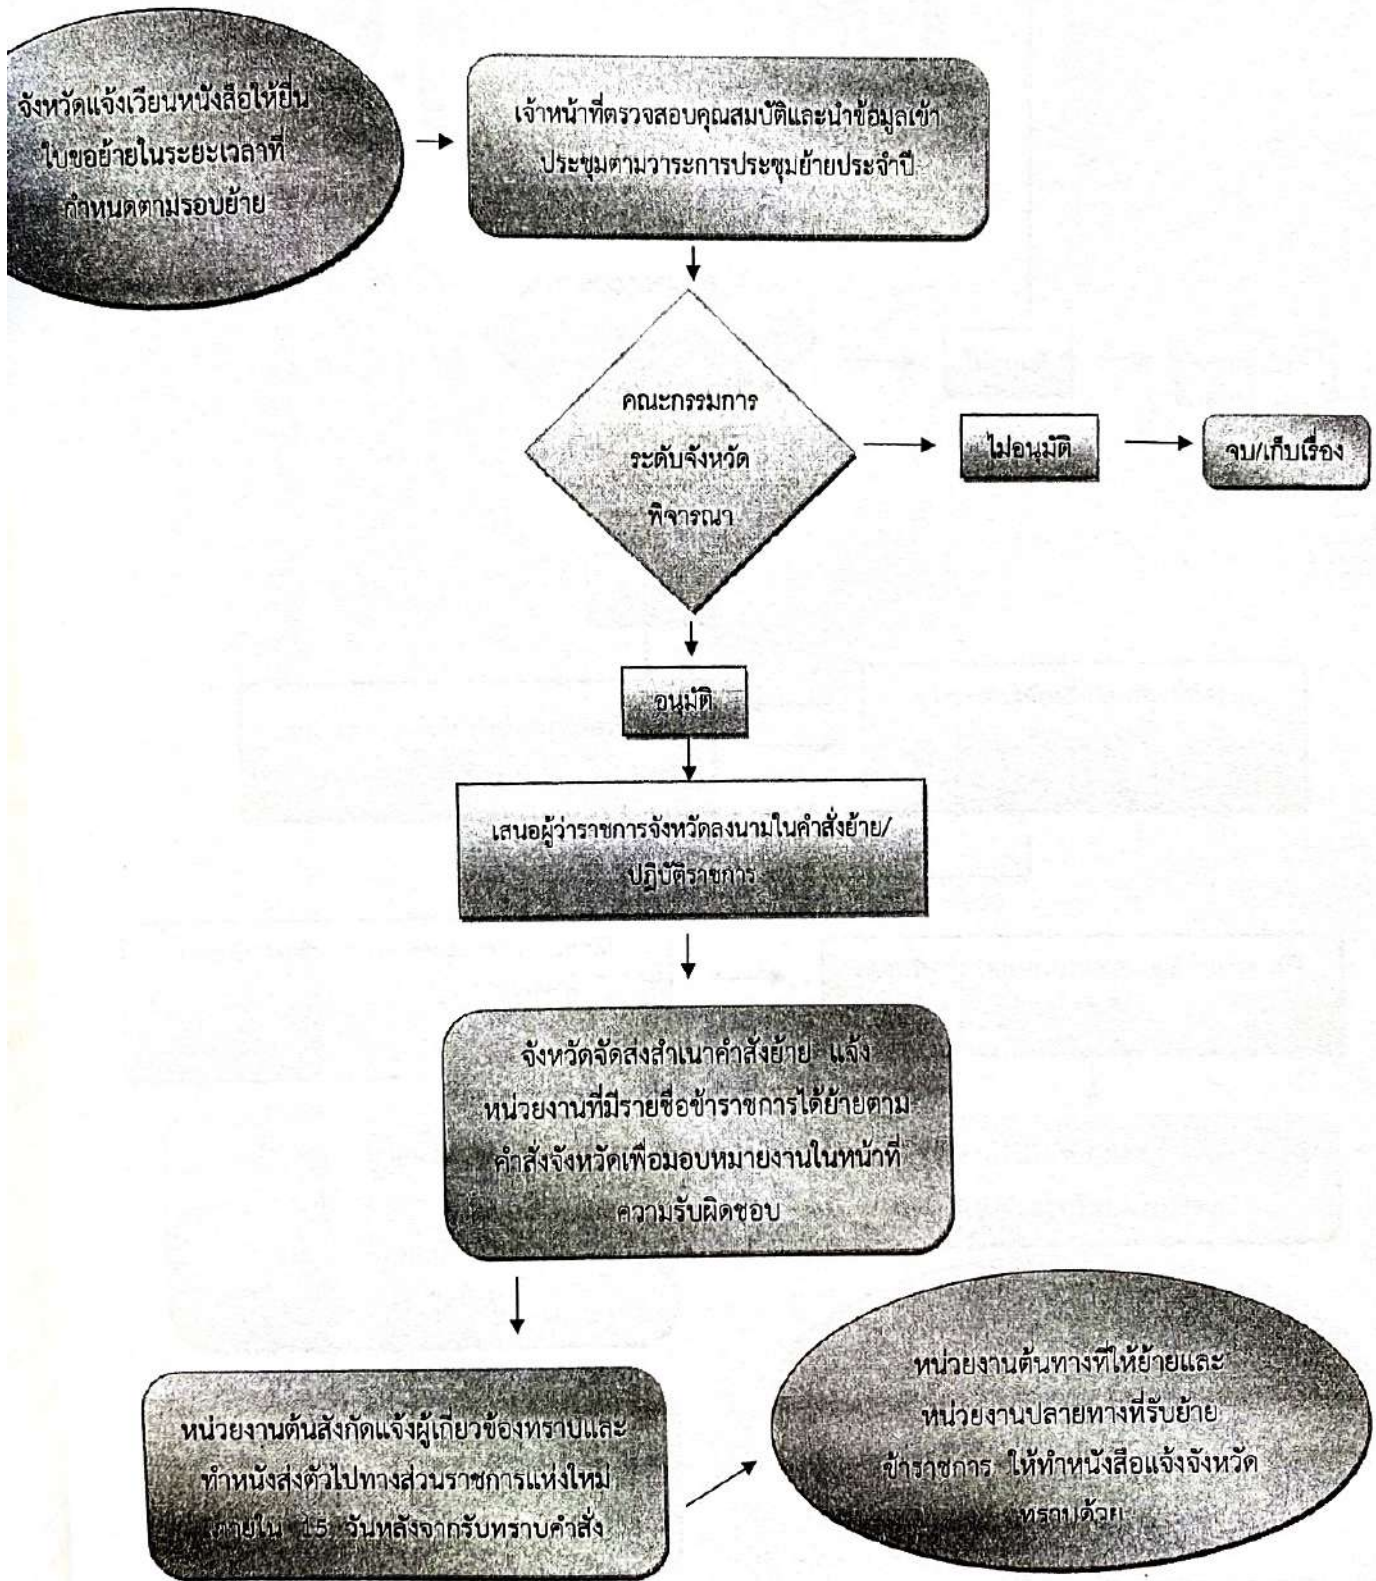 จังหวัดแจ้งเวียนหนังสือให้ยื่น
ใบขอย้ายในระยะเวลาที่
กำหนดตามรอบย้าย
เจ้าหน้าที่ตรวจสอบคุณสมบัติและนำข้อมูลเข้า
ประชุมตามวาระการประชุมย้ายประจำปี
คณะกรรมการ
ระดับจังหวัด
พิจารณา
ไม่อนุมัติ
จบ/เก็บเรื่อง
อนุมัติ
เสนอผู้ว่าราชการจังหวัดลงนามในคำสั่งย้าย/
ปฏิบัติราชการ
จังหวัดจัดส่งสำเนาคำสั่งย้าย แจ้ง
หน่วยงานที่มีรายชื่อข้าราชการได้ย้ายตาม
คำสั่งจังหวัดเพื่อมอบหมายงานในหน้าที่
ความรับผิดชอบ
หน่วยงานต้นสังกัดแจ้งผู้เกี่ยวข้องทราบและ
ทำหนังส่งตัวไปทางส่วนราชการแห่งใหม่
ภายใน 15 วันหลังจากรับทราบคำสั่ง
หน่วยงานต้นทางที่ให้ย้ายและ
หน่วยงานปลายทางที่รับย้าย
ข้าราชการ ให้ทำหนังสือแจ้งจังหวัด
ทราบด้วย